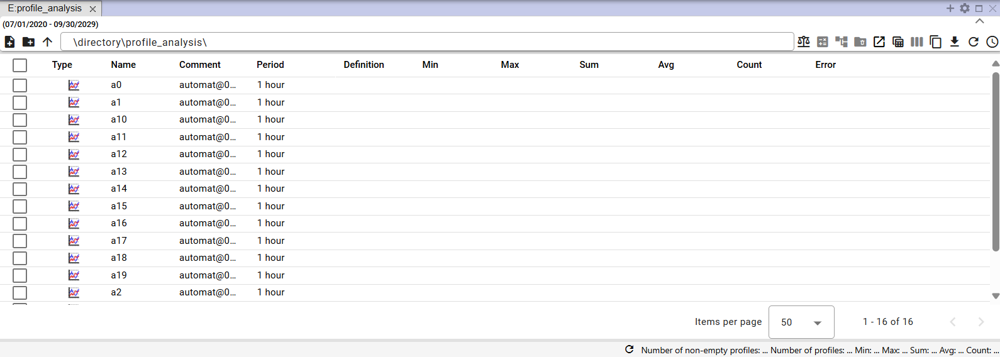 E:profile_analysis
(07/01/2020 - 09/30/2029)
\directory\profile_analysis\
Type Name Comment Period Definition Min Max Sum Avg Count Error
a0 automat@0... 1 hour
a1 automat@0... 1 hour
a10 automat@0... 1 hour
a11 automat@0... 1 hour
a12 automat@0... 1 hour
a13 automat@0... 1 hour
a14 automat@0... 1 hour
a15 automat@0... 1 hour
a16 automat@0... 1 hour
a17 automat@0... 1 hour
a18 automat@0... 1 hour
a19 automat@0... 1 hour
a2 automat@0... 1 hour
Items per page 50 1 - 16 of 16
Number of non-empty profiles: ... Number of profiles: ... Min: ... Max: ... Sum: ... Avg: ... Count: ...